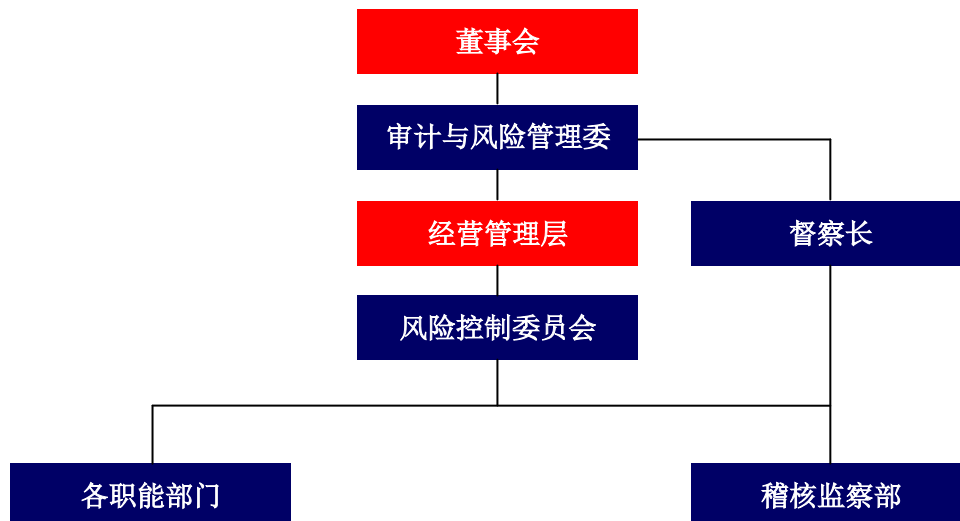 董事会
审计与风险管理委
经营管理层
督察长
风险控制委员会
各职能部门
稽核监察部